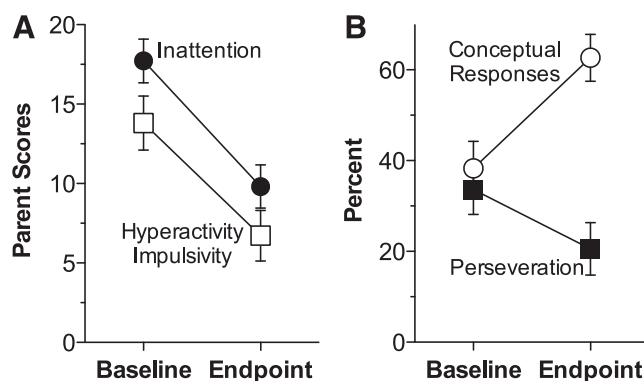 A
Parent Scores
20
15
10
5
0
Inattention
Hyperactivity
Impulsivity
Baseline Endpoint
B
Percent
60
40
20
0
Conceptual
Responses
Perseveration
Baseline Endpoint